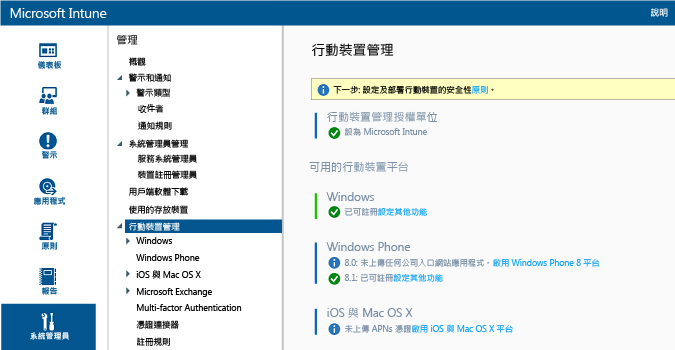 Microsoft Intune
說明
儀表板
群組
警示
應用程式
原則
報告
系統管理員
管理
概觀
警示和通知
警示類型
收件者
通知規則
系統管理員管理
服務系統管理員
裝置註冊管理員
用戶端軟體下載
使用的存放裝置
行動裝置管理
Windows
Windows Phone
iOS 與 Mac OS X
Microsoft Exchange
Multi-factor Authentication
憑證連接器
註冊規則
行動裝置管理
下一步: 設定及部署行動裝置的安全性原則。
行動裝置管理授權單位
設為 Microsoft Intune
可用的行動裝置平台
Windows
已可註冊設定其他功能
Windows Phone
8.0: 未上傳任何公司入口網站應用程式。啟用 Windows Phone 8 平台
8.1: 已可註冊設定其他功能
iOS 與 Mac OS X
未上傳 APNs 憑證啟用 iOS 與 Mac OS X 平台